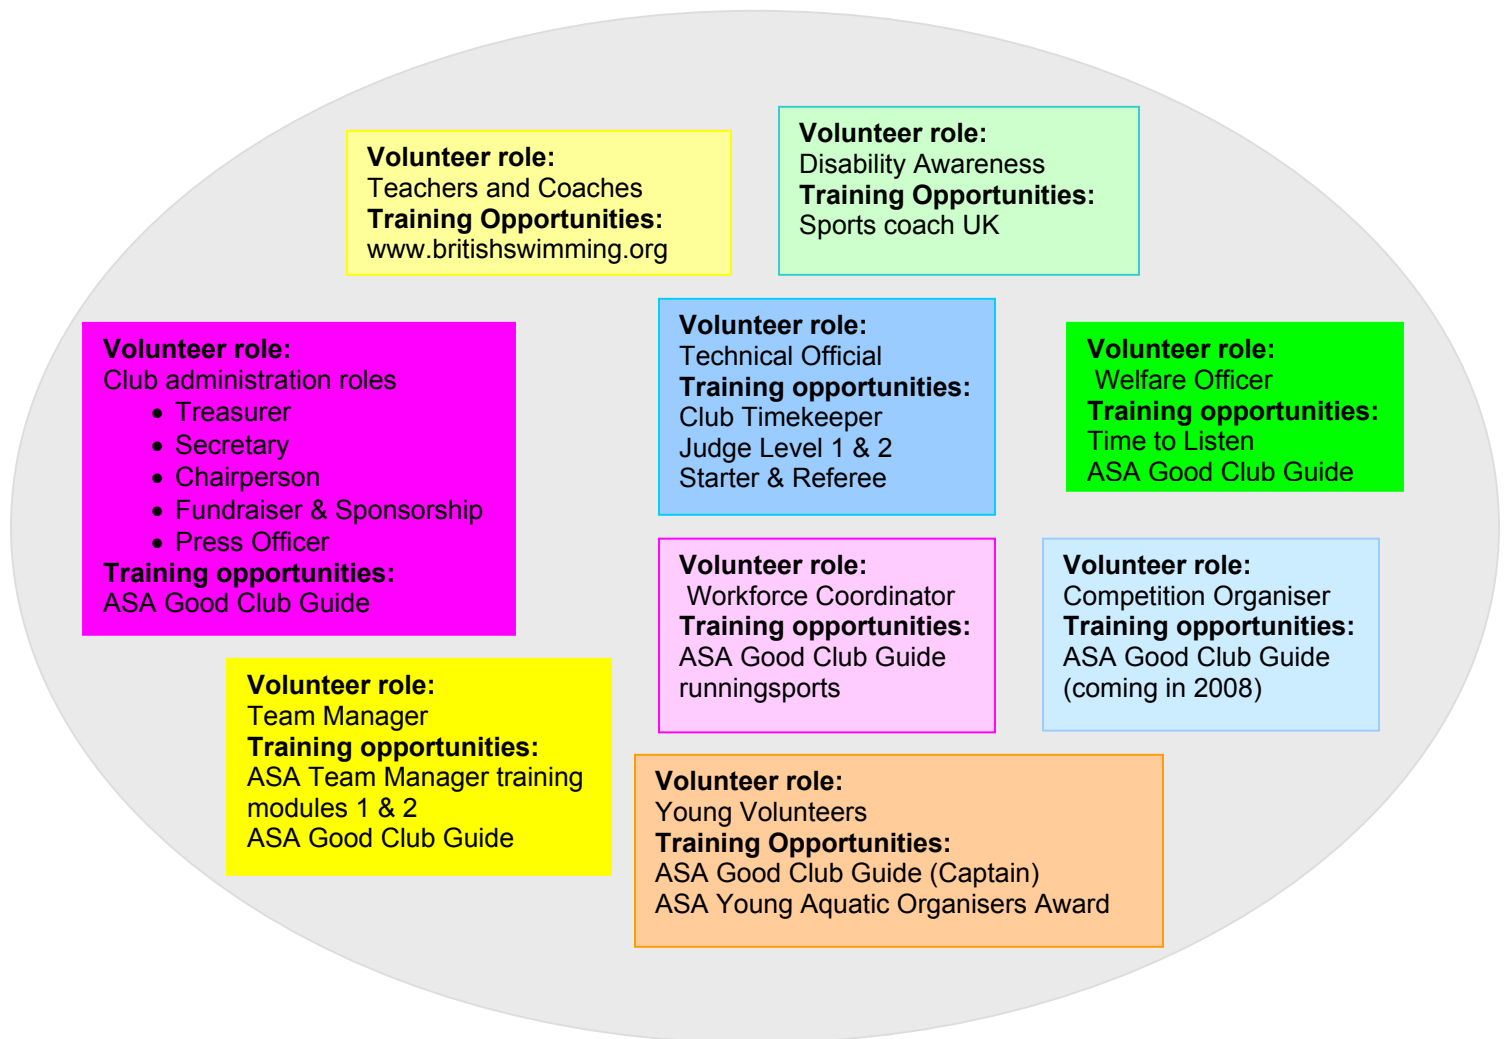 Volunteer role:
Teachers and Coaches
Training Opportunities:
www.britishswimming.org
Volunteer role:
Disability Awareness
Training Opportunities:
Sports coach UK
Volunteer role:
Club administration roles
• Treasurer
• Secretary
• Chairperson
• Fundraiser & Sponsorship
• Press Officer
Training opportunities:
ASA Good Club Guide
Volunteer role:
Technical Official
Training opportunities:
Club Timekeeper
Judge Level 1 & 2
Starter & Referee
Volunteer role:
Welfare Officer
Training opportunities:
Time to Listen
ASA Good Club Guide
Volunteer role:
Workforce Coordinator
Training opportunities:
ASA Good Club Guide
runningsports
Volunteer role:
Competition Organiser
Training opportunities:
ASA Good Club Guide
(coming in 2008)
Volunteer role:
Team Manager
Training opportunities:
ASA Team Manager training
modules 1 & 2
ASA Good Club Guide
Volunteer role:
Young Volunteers
Training Opportunities:
ASA Good Club Guide (Captain)
ASA Young Aquatic Organisers Award